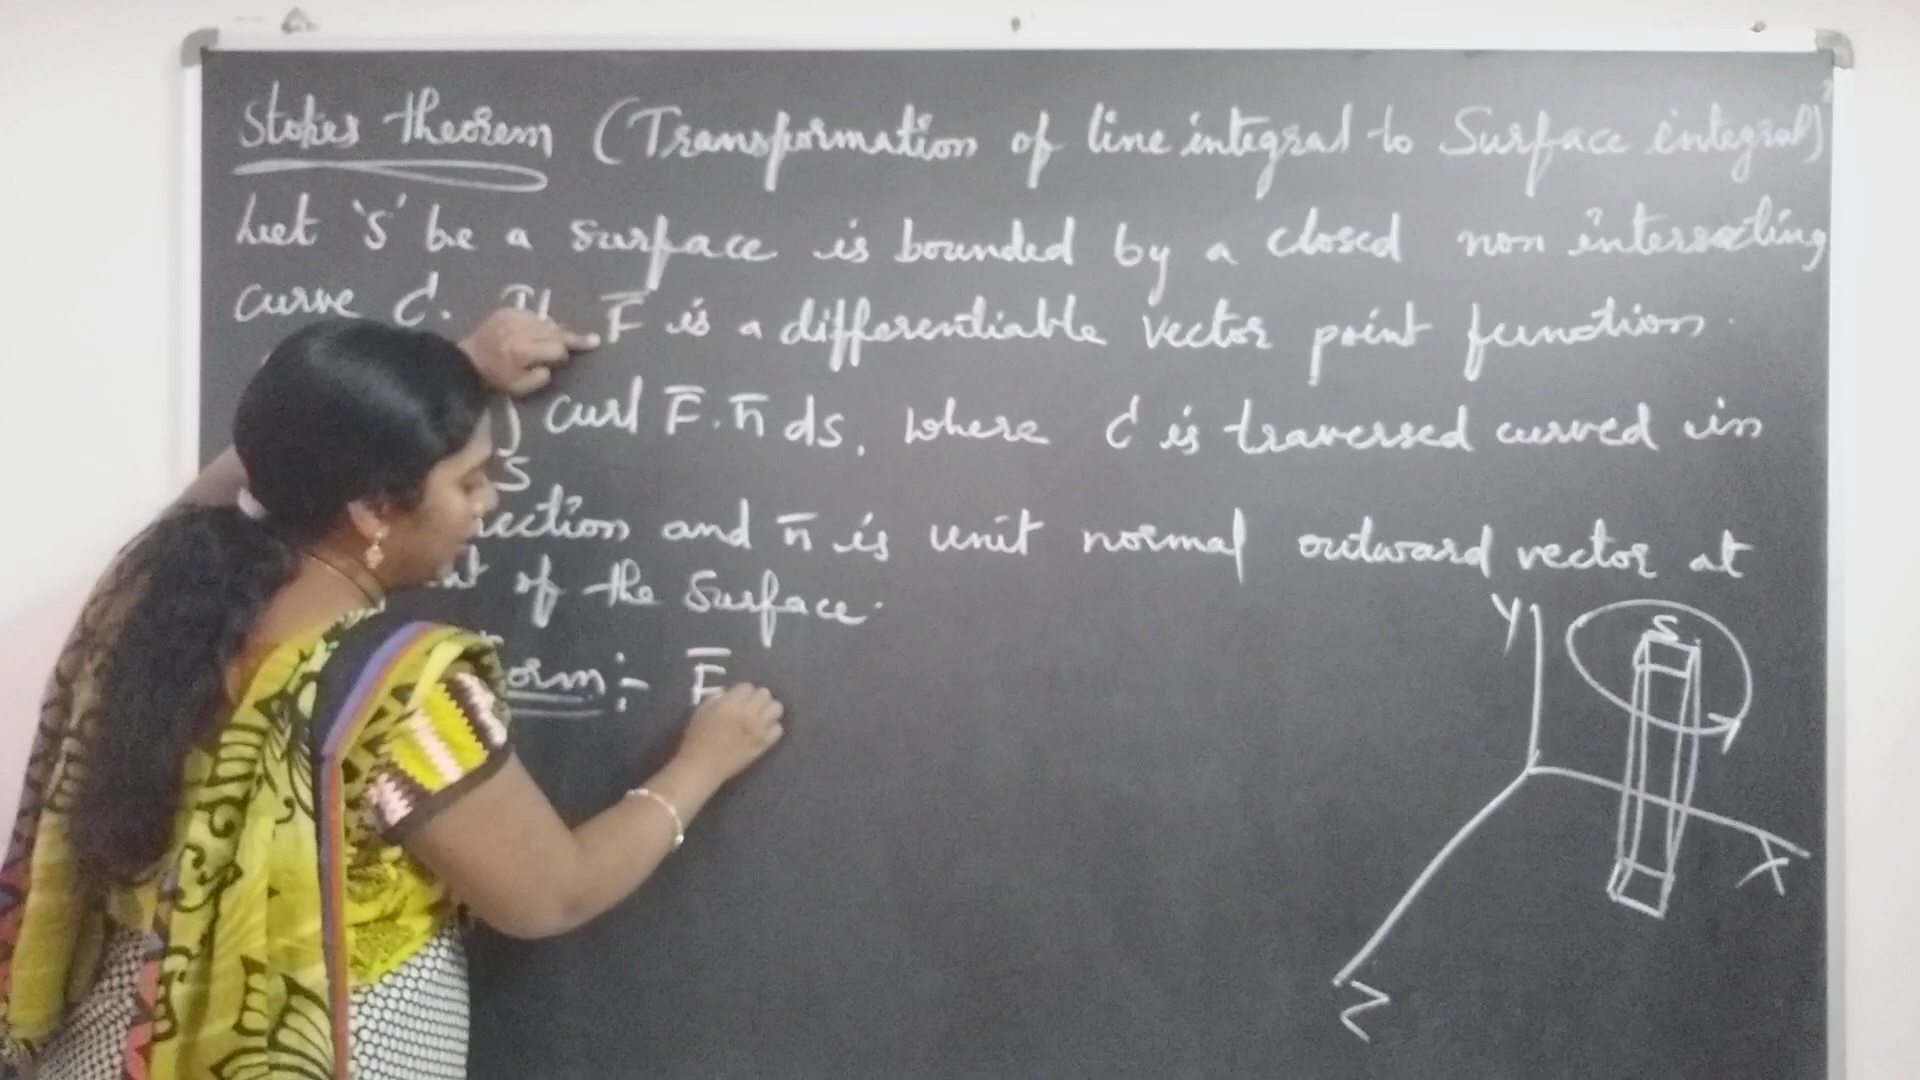 Stokes theorem (Transformation of line integral to Surface integral)
Let 'S' be a surface is bounded by a closed non intersecting
curve C. If F̅ is a differentiable vector point function.
∫ curl F̅ . n̅ ds, where C is traversed curved in
S
and n̅ is unit normal outward vector at
of the Surface.
:- F̅
Y
S
X
Z